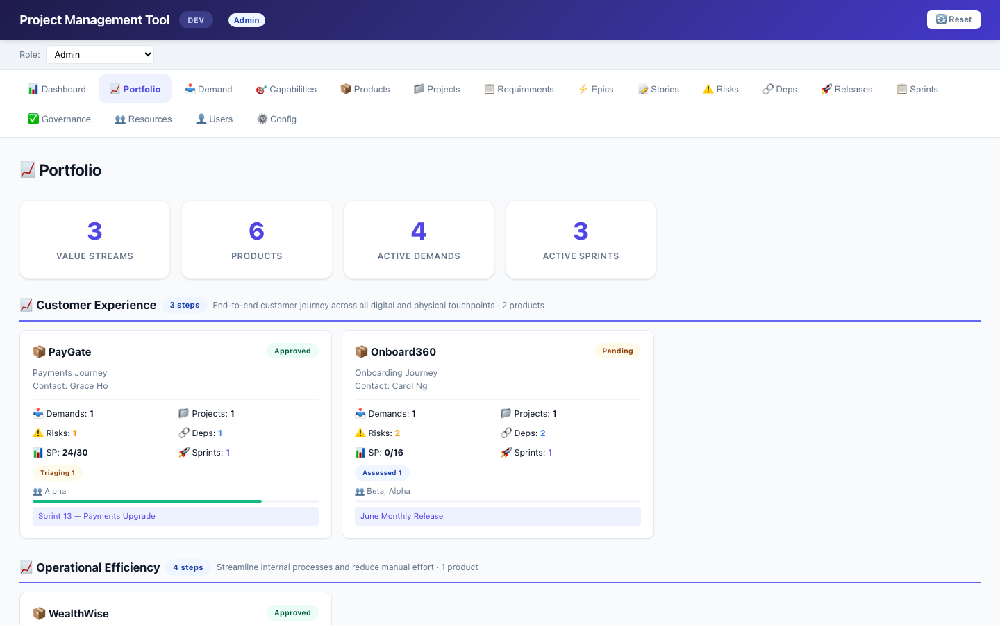 Project Management Tool DEV Admin Reset
Role: Admin
Dashboard Portfolio Demand Capabilities Products Projects Requirements Epics Stories Risks Deps Releases Sprints
Governance Resources Users Config
Portfolio
3 6 4 3
VALUE STREAMS PRODUCTS ACTIVE DEMANDS ACTIVE SPRINTS
Customer Experience 3 steps End-to-end customer journey across all digital and physical touchpoints · 2 products
PayGate Approved
Payments Journey
Contact: Grace Ho
Demands: 1 Projects: 1
Risks: 1 Deps: 1
SP: 24/30 Sprints: 1
Triaging 1
Alpha
Sprint 13 — Payments Upgrade
Onboard360 Pending
Onboarding Journey
Contact: Carol Ng
Demands: 1 Projects: 1
Risks: 2 Deps: 2
SP: 0/16 Sprints: 1
Assessed 1
Beta, Alpha
June Monthly Release
Operational Efficiency 4 steps Streamline internal processes and reduce manual effort · 1 product
WealthWise Approved